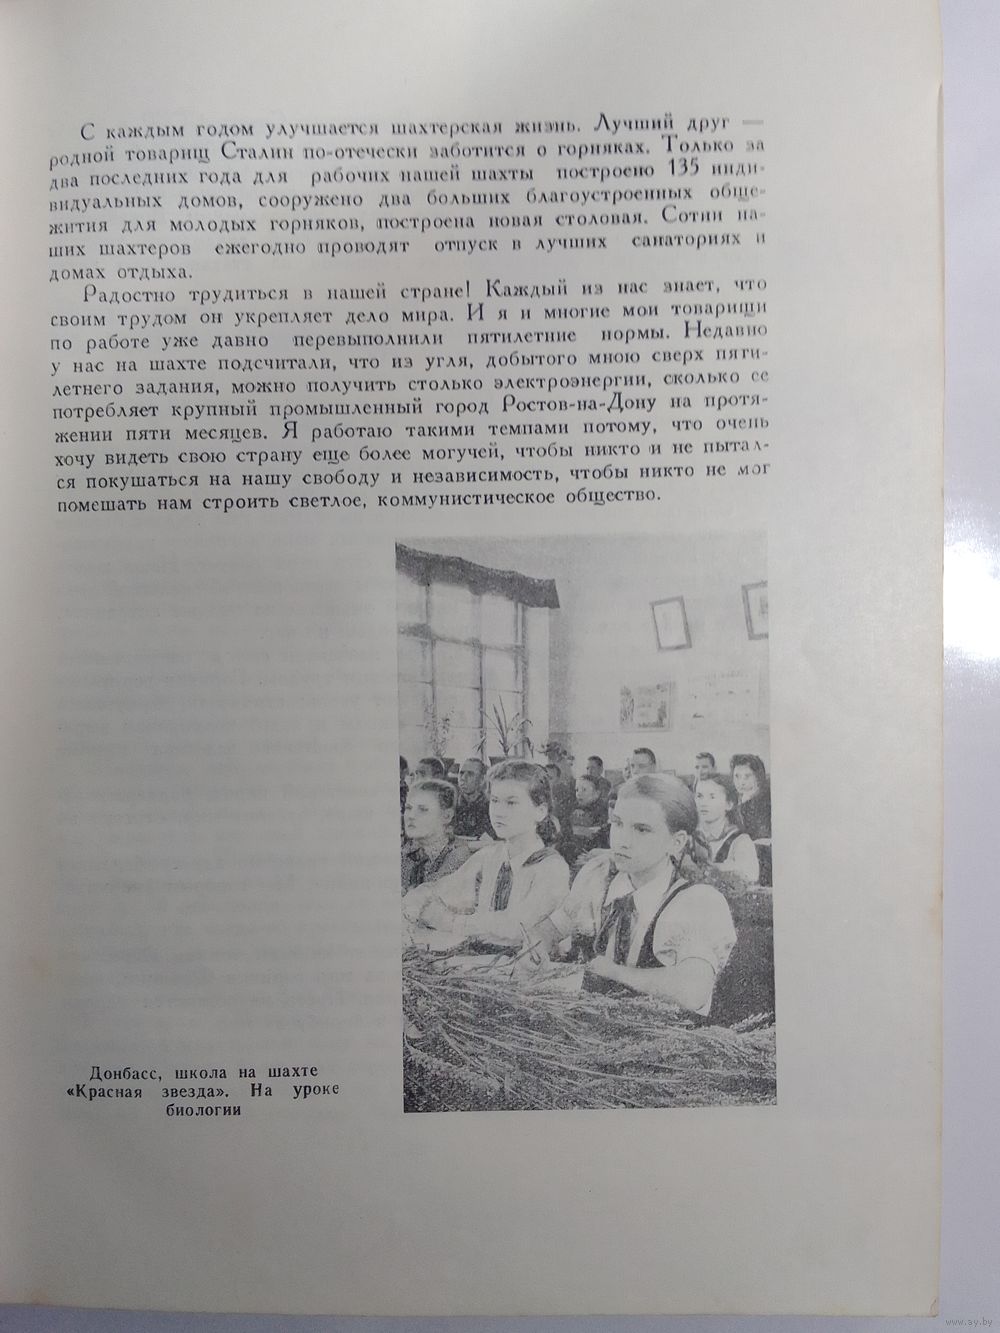 С каждым годом улучшается шахтерская жизнь. Лучший друг —
родной товарищ Сталин по-отечески заботится о горняках. Только за
два последних года для рабочих нашей шахты построено 135 инди-
видуальных домов, сооружено два больших благоустроенных обще-
жития для молодых горняков, построена новая столовая. Сотни на-
ших шахтеров ежегодно проводят отпуск в лучших санаториях и
домах отдыха.
Радостно трудиться в нашей стране! Каждый из нас знает, что
своим трудом он укрепляет дело мира. И я и многие мои товарищи
по работе уже давно перевыполнили пятилетние нормы. Недавно
у нас на шахте подсчитали, что из угля, добытого мною сверх пяти-
летнего задания, можно получить столько электроэнергии, сколько ее
потребляет крупный промышленный город Ростов-на-Дону на протя-
жении пяти месяцев. Я работаю такими темпами потому, что очень
хочу видеть свою страну еще более могучей, чтобы никто и не пытал-
ся покушаться на нашу свободу и независимость, чтобы никто не мог
помешать нам строить светлое, коммунистическое общество.
Донбасс, школа на шахте
«Красная звезда». На уроке
биологии
www.ay.by